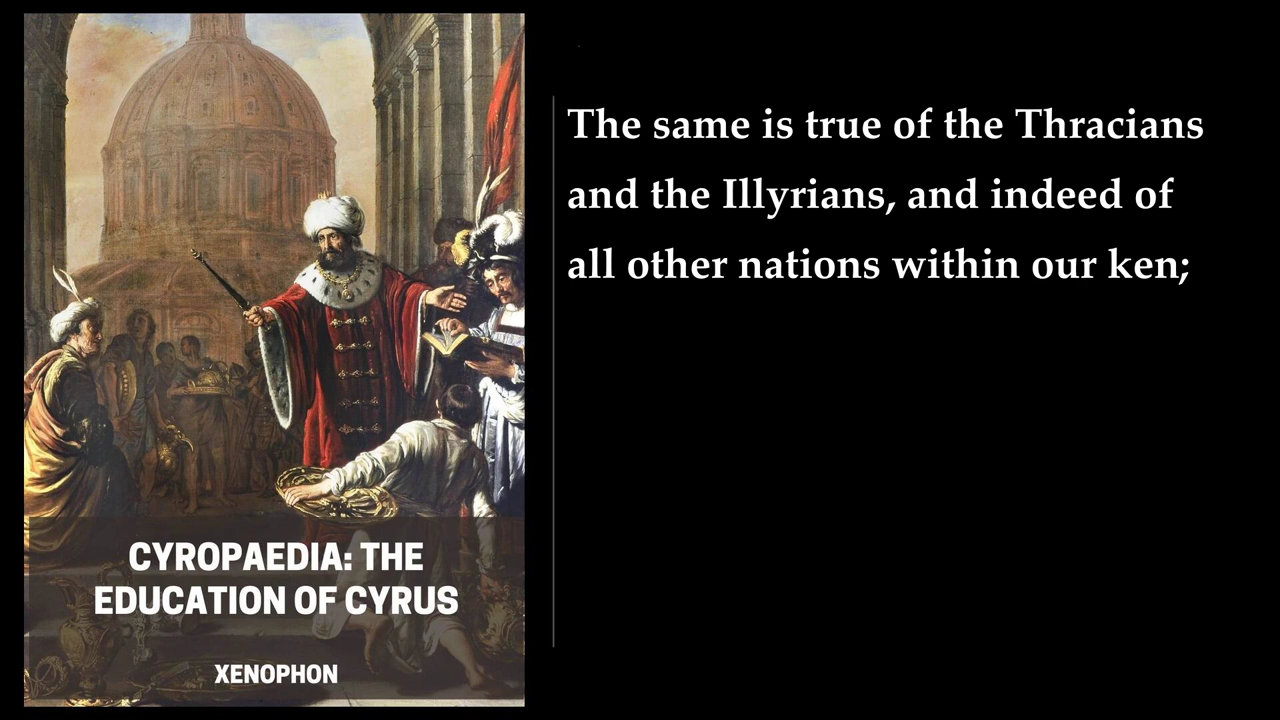 CYROPAEDIA: THE
EDUCATION OF CYRUS
XENOPHON
The same is true of the Thracians
and the Illyrians, and indeed of
all other nations within our ken;